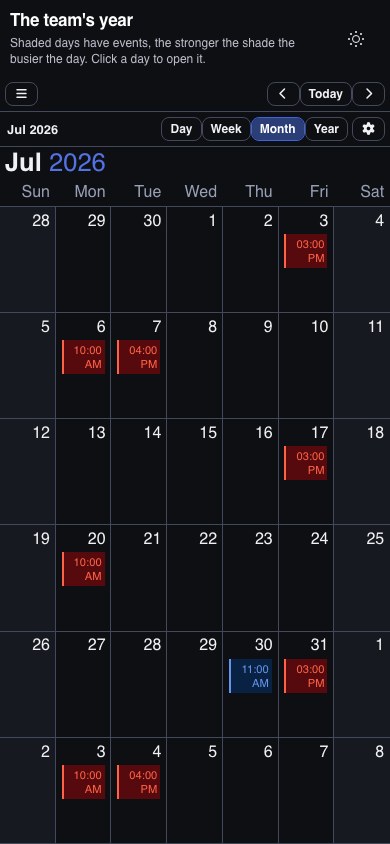 The team's year
Shaded days have events, the stronger the shade the
busier the day. Click a day to open it.
Today
Jul 2026
Day Week Month Year
Jul 2026
Sun Mon Tue Wed Thu Fri Sat
28 29 30 1 2 3 4
03:00
PM
5 6 7 8 9 10 11
10:00 04:00
AM PM
12 13 14 15 16 17 18
03:00
PM
19 20 21 22 23 24 25
10:00
AM
26 27 28 29 30 31 1
11:00 03:00
AM PM
2 3 4 5 6 7 8
10:00 04:00
AM PM